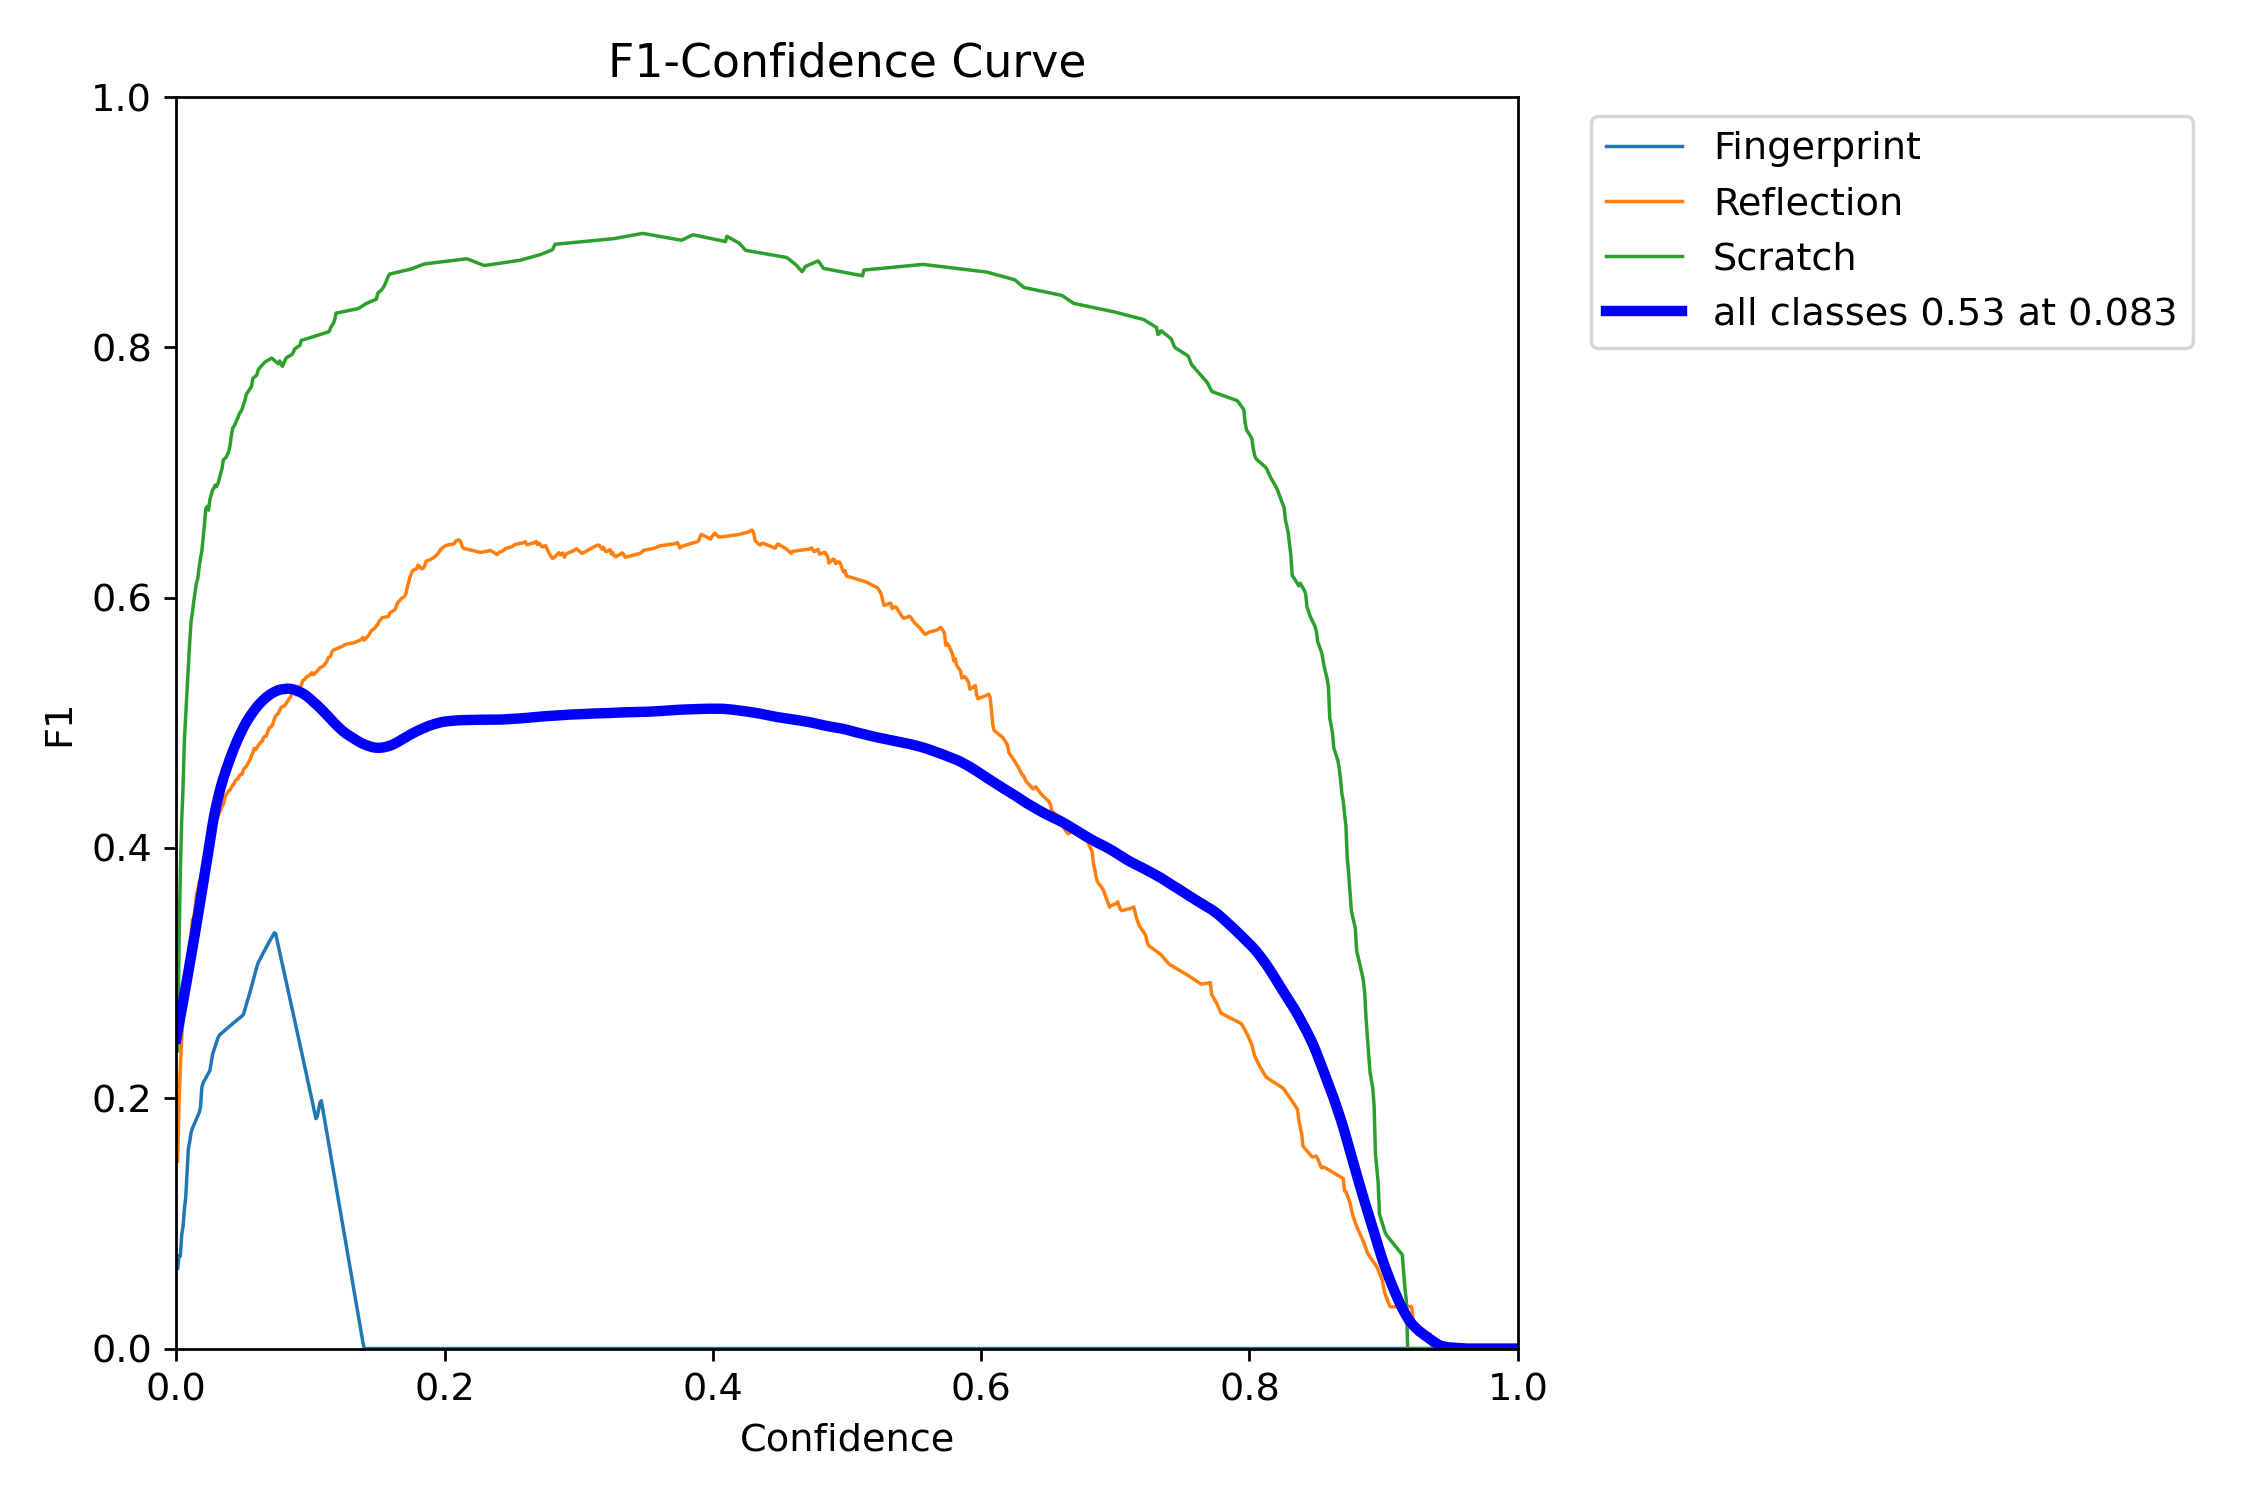 F1-Confidence Curve
1.0
0.8
0.6
0.4
0.2
0.0
F1
0.0 0.2 0.4 0.6 0.8 1.0
Confidence
Fingerprint
Reflection
Scratch
all classes 0.53 at 0.083